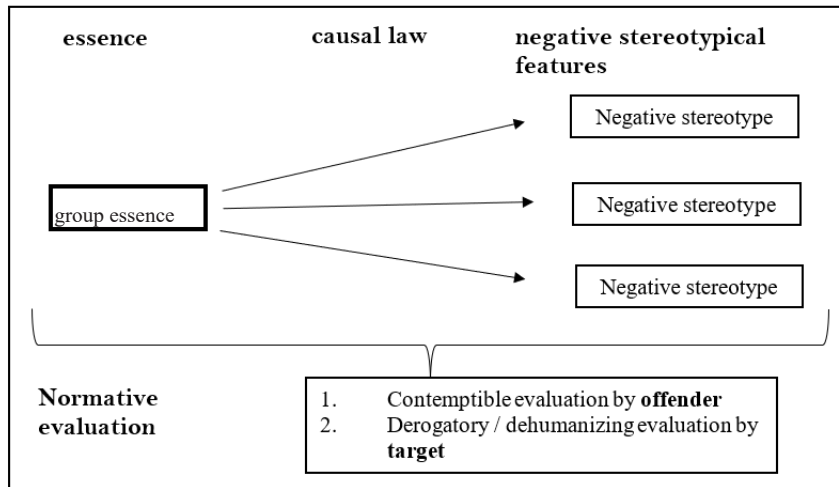 essence
causal law
negative stereotypical
features
Negative stereotype
group essence
Negative stereotype
Negative stereotype
Normative
evaluation
1. Contemptible evaluation by offender
2. Derogatory / dehumanizing evaluation by
target